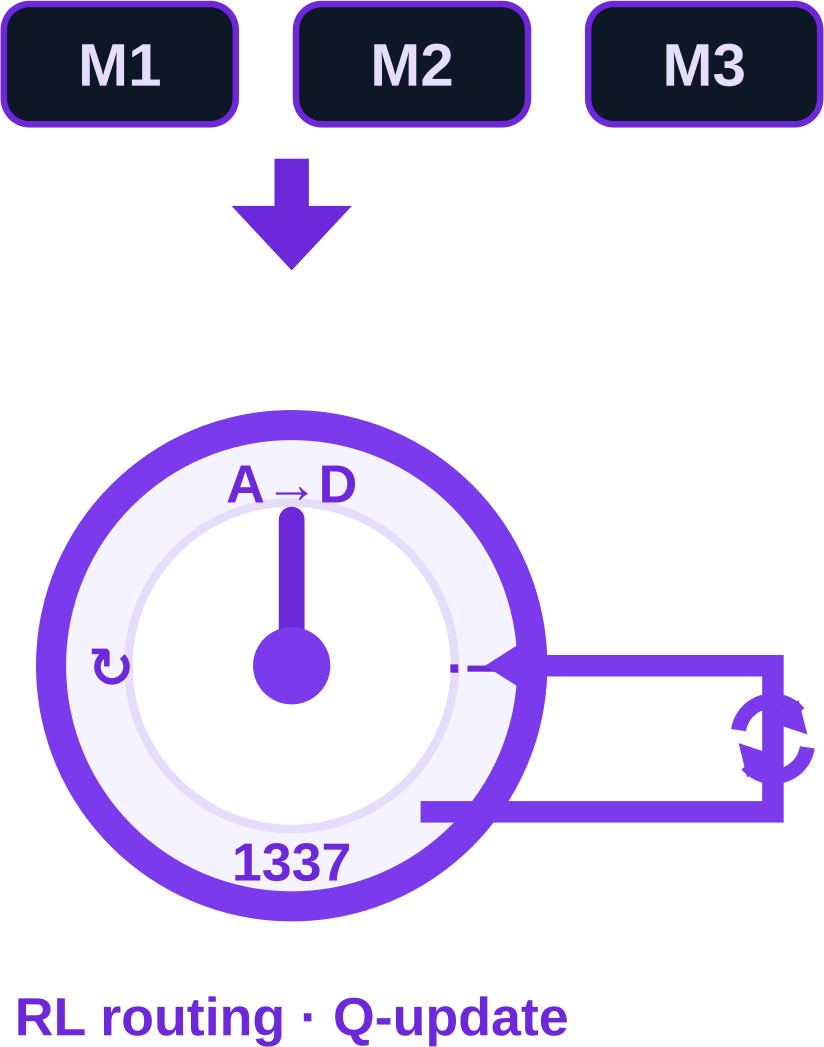 M1 M2 M3
A→D
↻
·–
1337
RL routing · Q-update